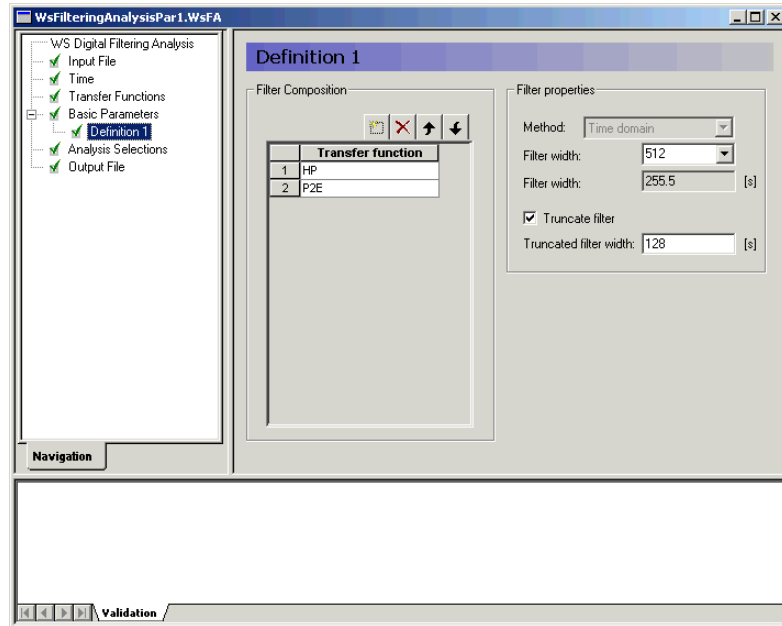 WsFilteringAnalysisPar1.WsFA
WS Digital Filtering Analysis
Input File
Time
Transfer Functions
Basic Parameters
Definition 1
Analysis Selections
Output File
Navigation
Definition 1
Filter Composition
Transfer function
1 HP
2 P2E
Filter properties
Method: Time domain
Filter width: 512
Filter width: 255.5 [s]
Truncate filter
Truncated filter width: 128 [s]
Validation